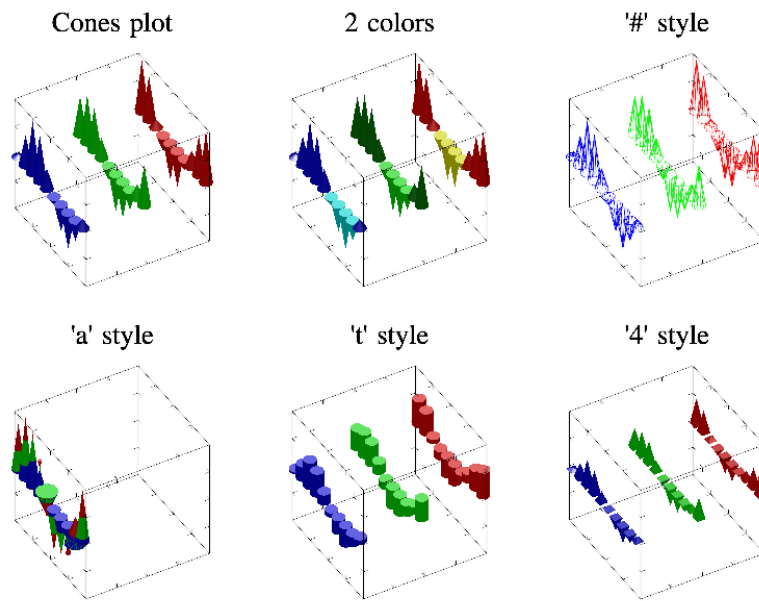 Cones plot
2 colors
'#' style
'a' style
't' style
'4' style